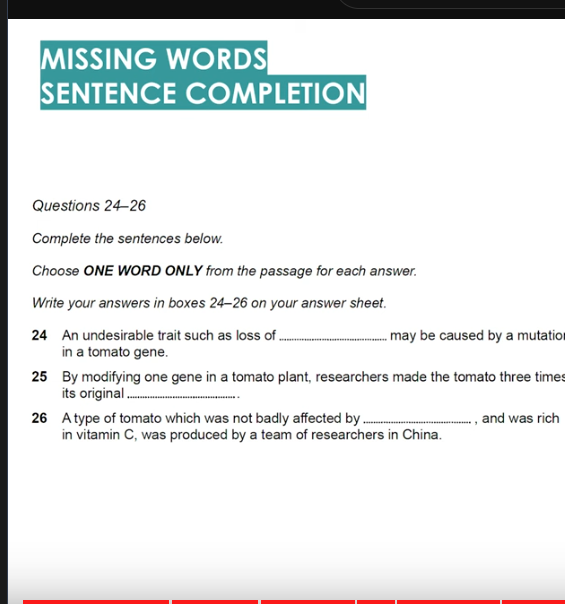 MISSING WORDS
SENTENCE COMPLETION
Questions 24–26
Complete the sentences below.
Choose ONE WORD ONLY from the passage for each answer.
Write your answers in boxes 24–26 on your answer sheet.
24 An undesirable trait such as loss of ........................................ may be caused by a mutatio
in a tomato gene.
25 By modifying one gene in a tomato plant, researchers made the tomato three times
its original ........................................ .
26 A type of tomato which was not badly affected by ........................................ , and was rich
in vitamin C, was produced by a team of researchers in China.